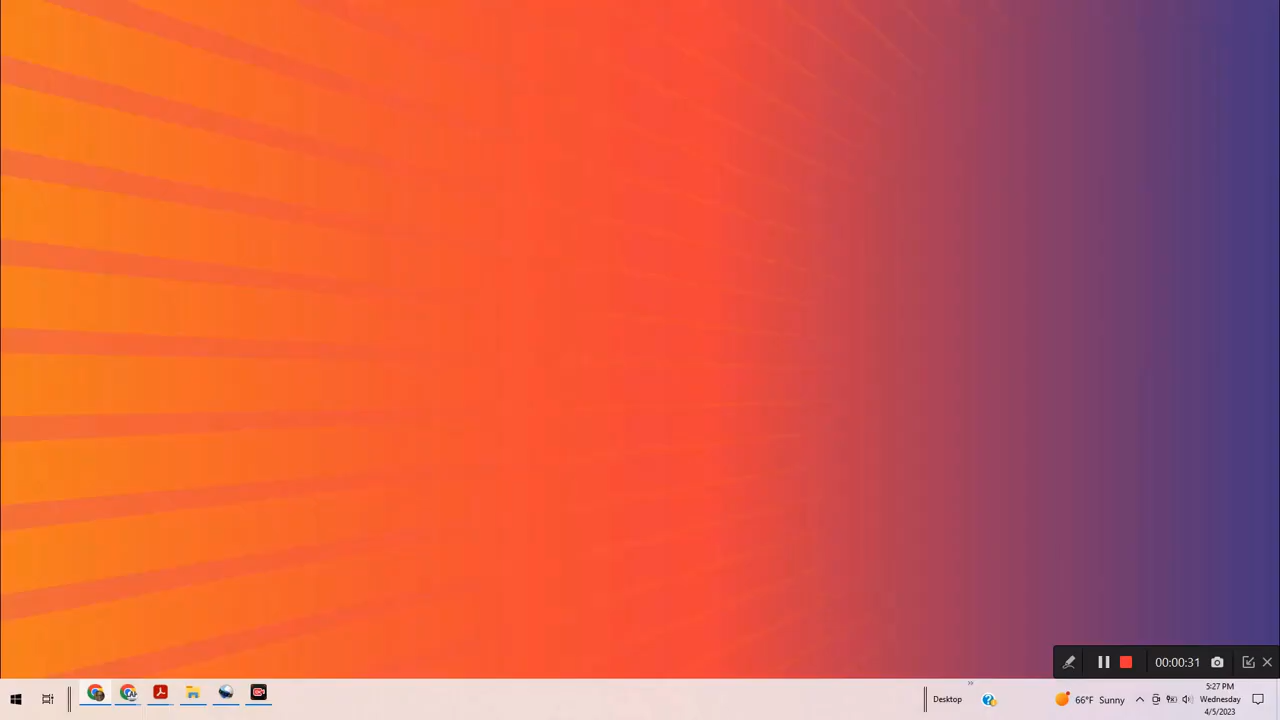 00:00:31
Desktop
66°F Sunny
5:27 PM
Wednesday
4/5/2023